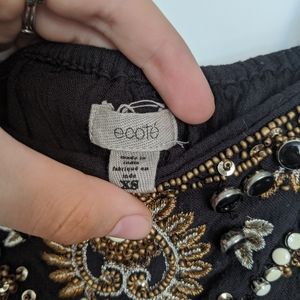 ecoté
made in
india
fabriqué en
inde
XS